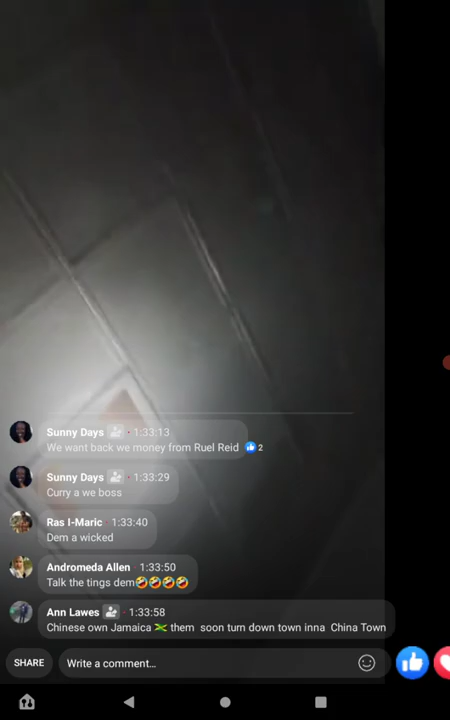 Sunny Days · 1:33:13
We want back we money from Ruel Reid 2
Sunny Days · 1:33:29
Curry a we boss
Ras I-Maric · 1:33:40
Dem a wicked
Andromeda Allen · 1:33:50
Talk the tings dem🤣🤣🤣🤣
Ann Lawes · 1:33:58
Chinese own Jamaica 🇯🇲 them soon turn down town inna China Town
SHARE Write a comment...